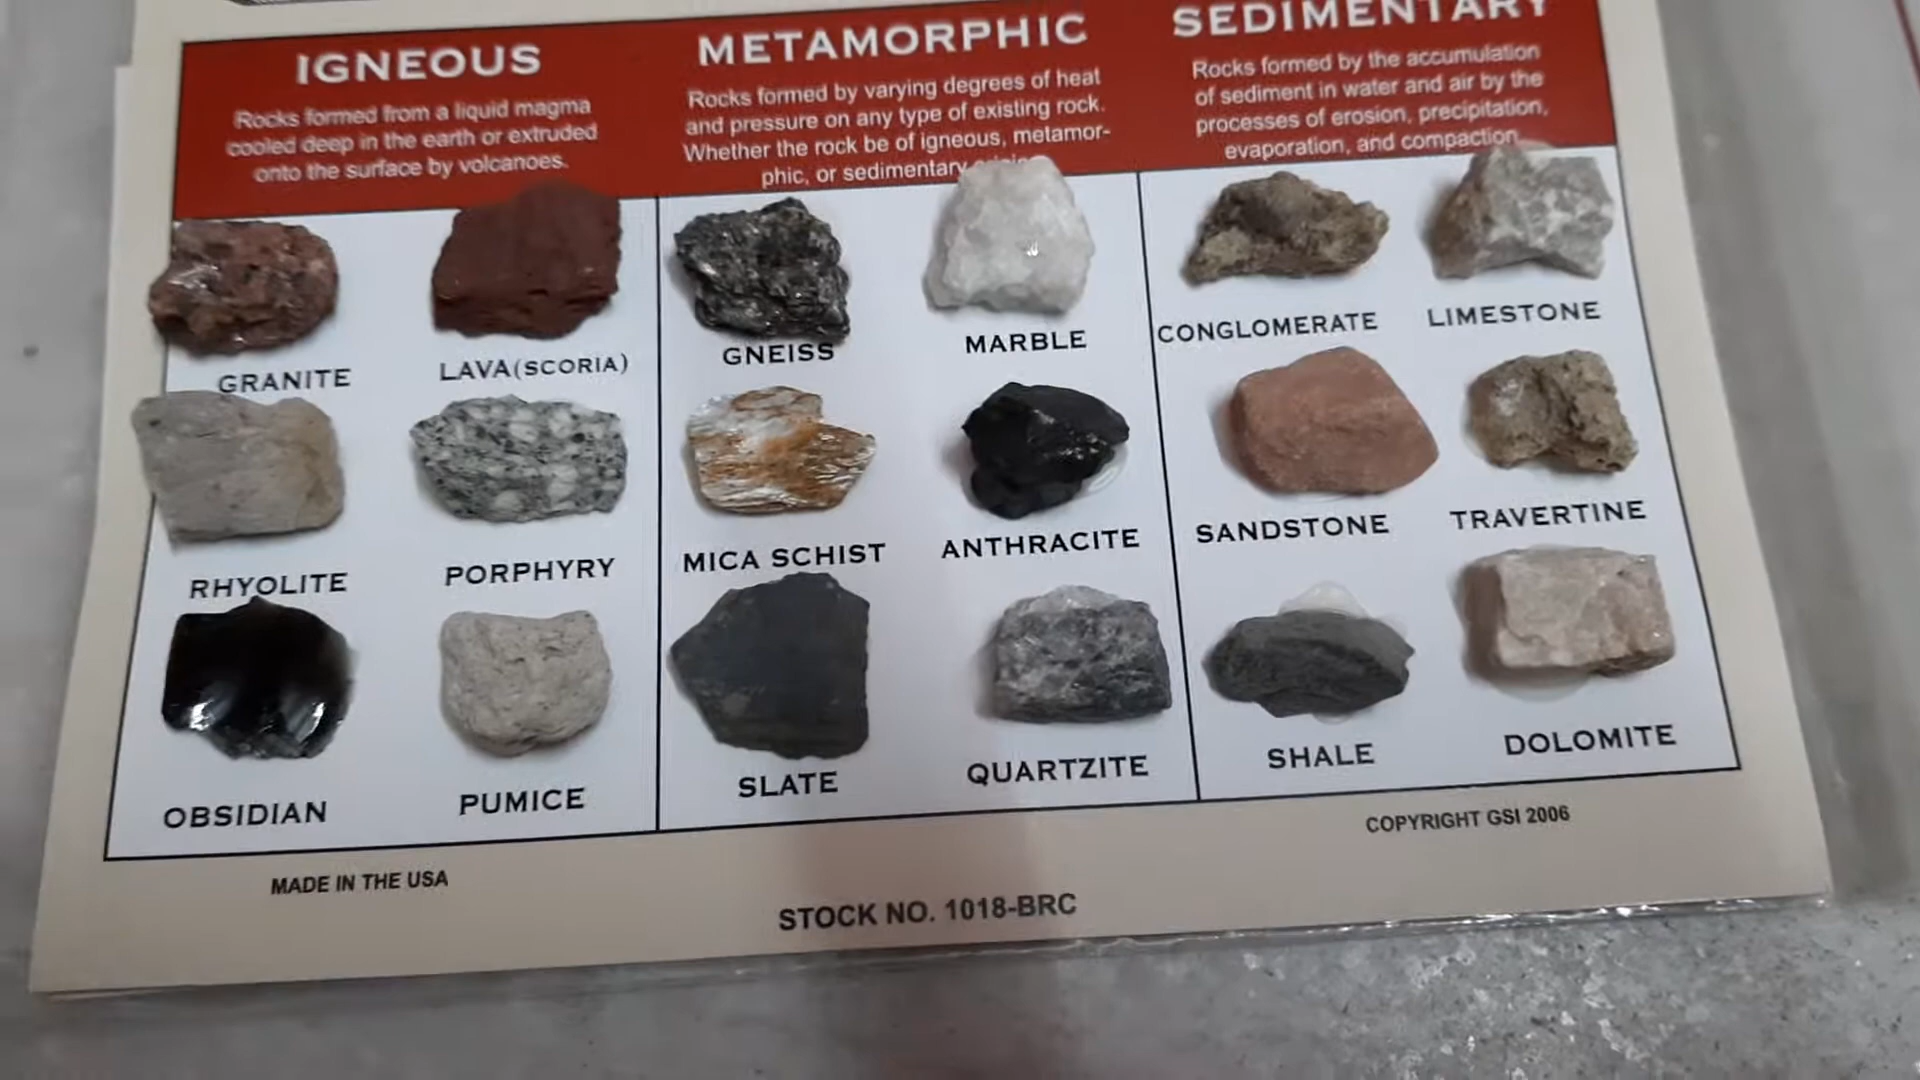 IGNEOUS
Rocks formed from a liquid magma
cooled deep in the earth or extruded
onto the surface by volcanoes.
METAMORPHIC
Rocks formed by varying degrees of heat
and pressure on any type of existing rock.
Whether the rock be of igneous, metamor-
phic, or sedimentary
SEDIMENTARY
Rocks formed by the accumulation
of sediment in water and air by the
processes of erosion, precipitation,
evaporation, and compaction
GRANITE
LAVA(SCORIA)
GNEISS
MARBLE
CONGLOMERATE
LIMESTONE
RHYOLITE
PORPHYRY
MICA SCHIST
ANTHRACITE
SANDSTONE
TRAVERTINE
OBSIDIAN
PUMICE
SLATE
QUARTZITE
SHALE
DOLOMITE
MADE IN THE USA
STOCK NO. 1018-BRC
COPYRIGHT GSI 2006